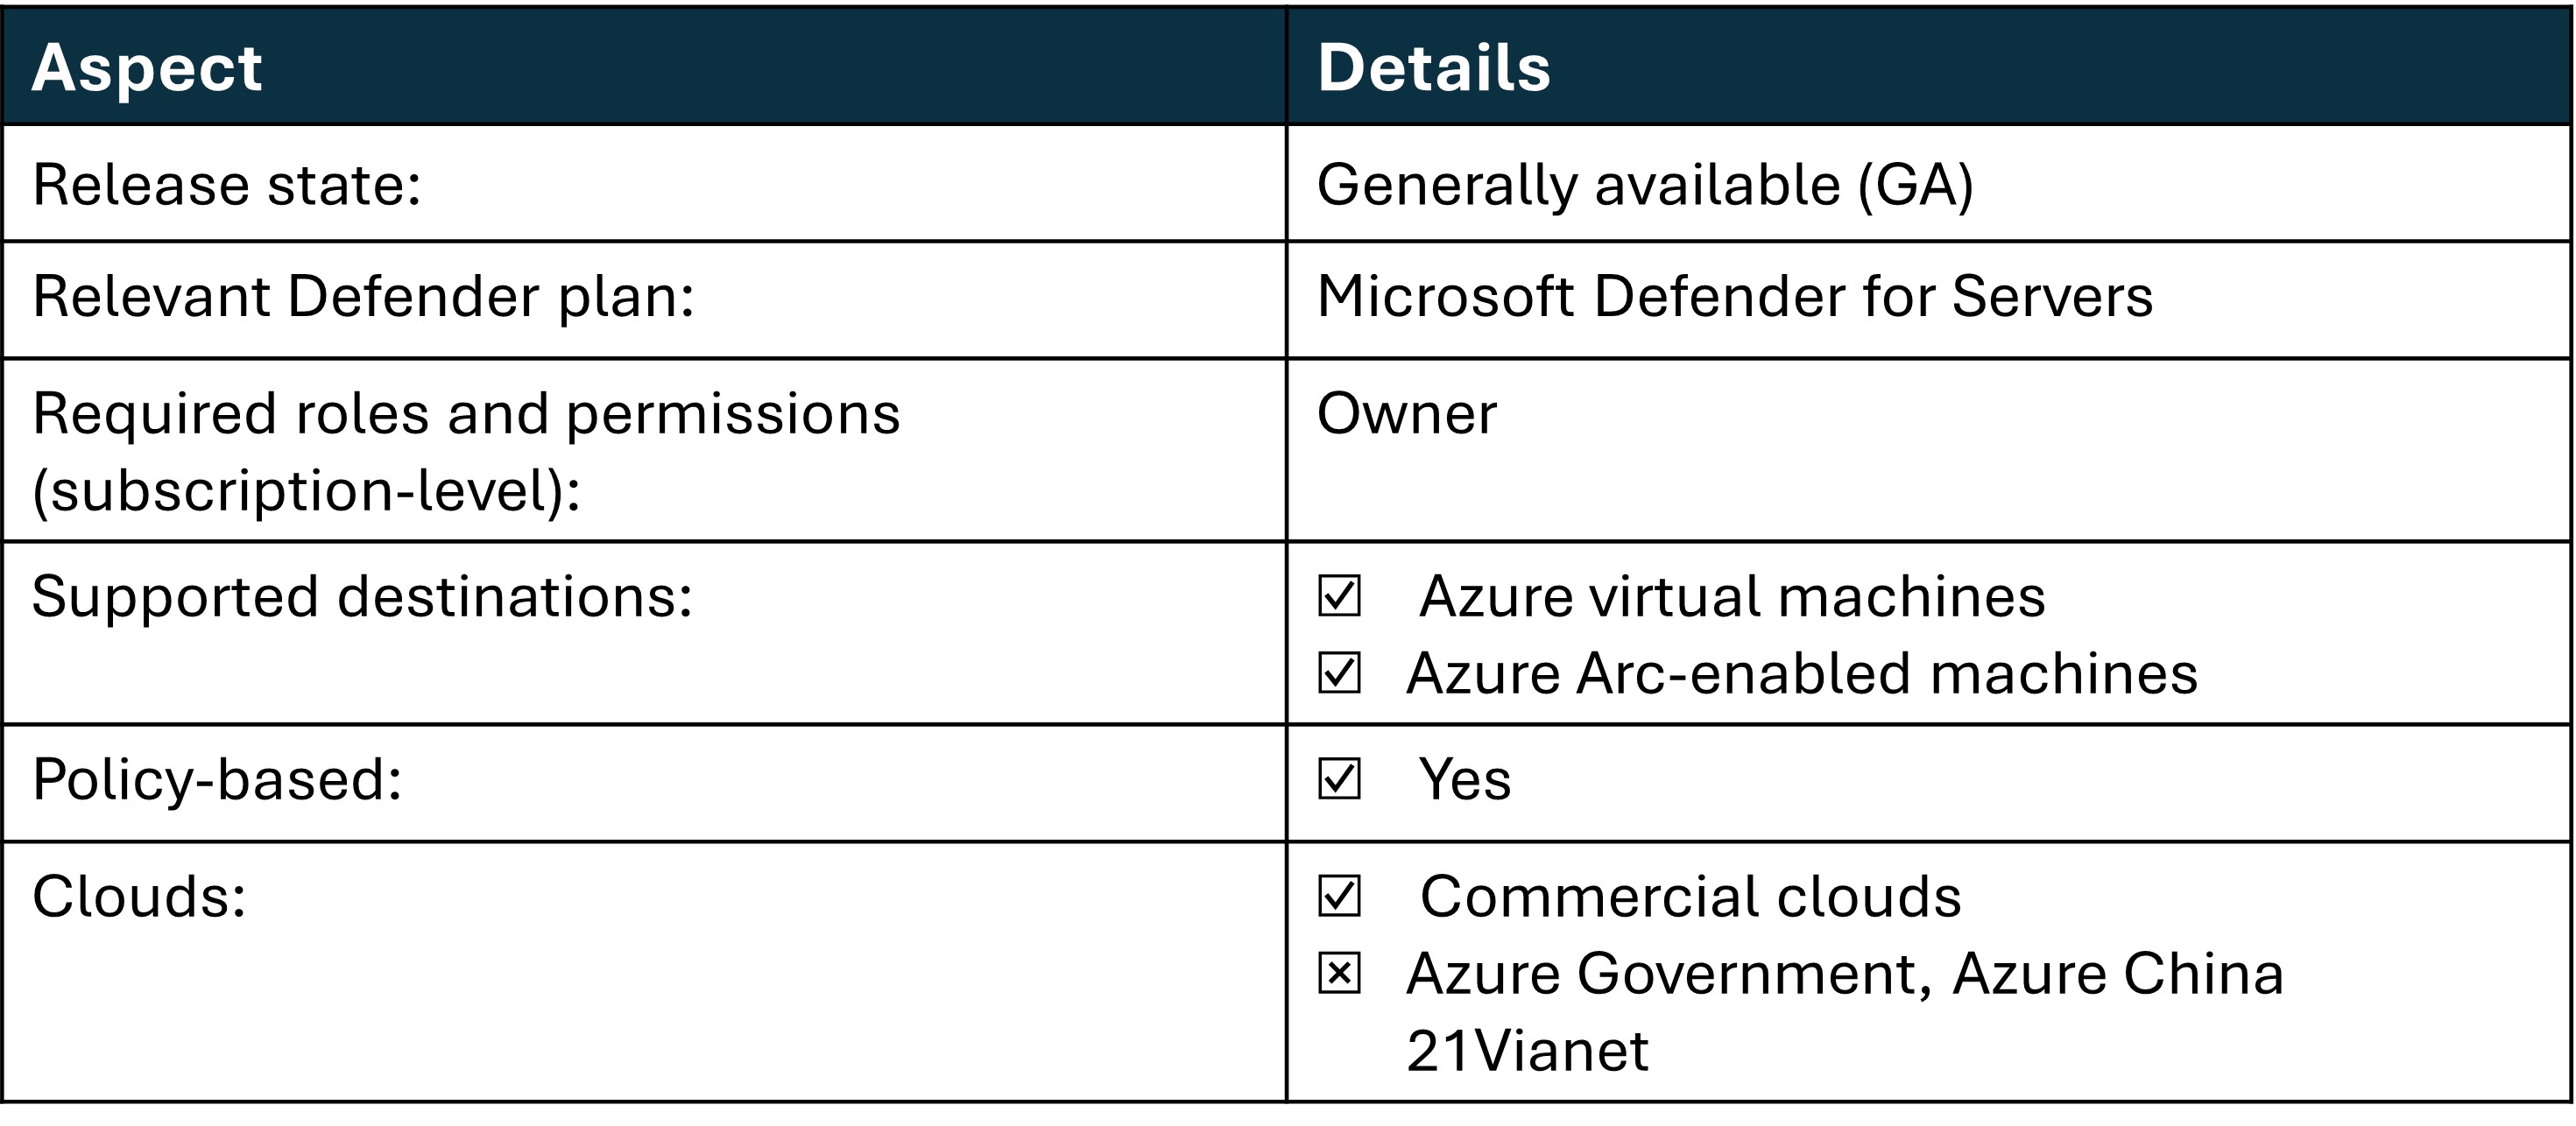 Aspect
Details
Release state:
Generally available (GA)
Relevant Defender plan:
Microsoft Defender for Servers
Required roles and permissions
(subscription-level):
Owner
Supported destinations:
☑ Azure virtual machines
☑ Azure Arc-enabled machines
Policy-based:
☑ Yes
Clouds:
☑ Commercial clouds
☒ Azure Government, Azure China
21Vianet